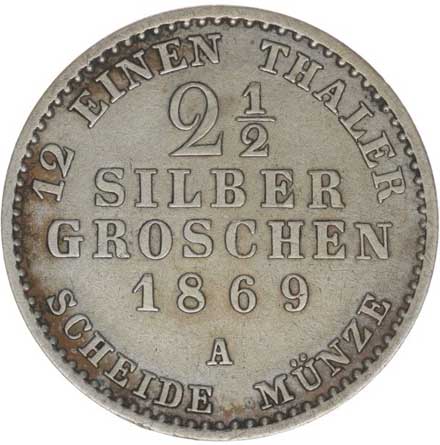 12 EINEN THALER
2 1/2
SILBER
GROSCHEN
1869
A
SCHEIDE MÜNZE